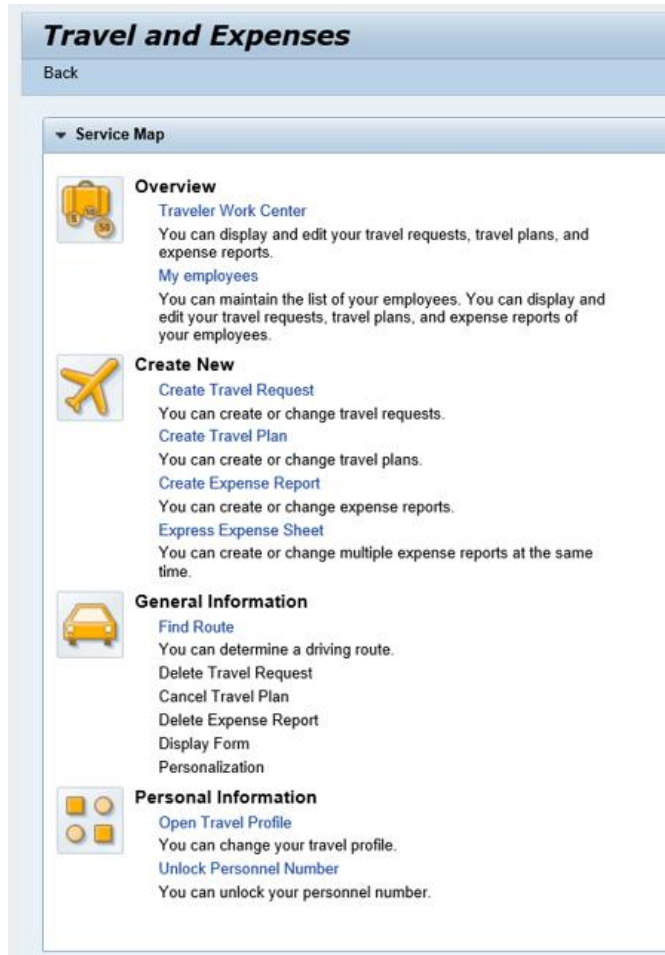 Travel and Expenses
Back
Service Map
Overview
Traveler Work Center
You can display and edit your travel requests, travel plans, and
expense reports.
My employees
You can maintain the list of your employees. You can display and
edit your travel requests, travel plans, and expense reports of
your employees.
Create New
Create Travel Request
You can create or change travel requests.
Create Travel Plan
You can create or change travel plans.
Create Expense Report
You can create or change expense reports.
Express Expense Sheet
You can create or change multiple expense reports at the same
time.
General Information
Find Route
You can determine a driving route.
Delete Travel Request
Cancel Travel Plan
Delete Expense Report
Display Form
Personalization
Personal Information
Open Travel Profile
You can change your travel profile.
Unlock Personnel Number
You can unlock your personnel number.